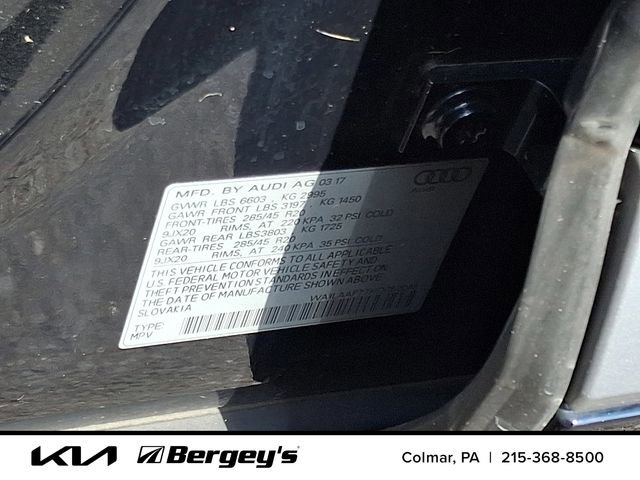 MFD. BY AUDI AG 03 17
GVWR LBS 6603 , KG 2995
GAWR FRONT LBS 3197, KG 1450
FRONT-TIRES 285/45 R20
9JX20 RIMS, AT 220 KPA 32 PSI COLD
GAWR REAR LBS3803 KG 1725
REAR-TIRES 285/45 R20
9JX20 RIMS, AT 240 KPA 35 PSI COLD
THIS VEHICLE CONFORMS TO ALL APPLICABLE
U.S. FEDERAL MOTOR VEHICLE SAFETY AND
THEFT PREVENTION STANDARDS IN EFFECT ON
THE DATE OF MANUFACTURE SHOWN ABOVE.
SLOVAKIA
TYPE:
MPV
Audi
KIA Bergey's
Colmar, PA | 215-368-8500